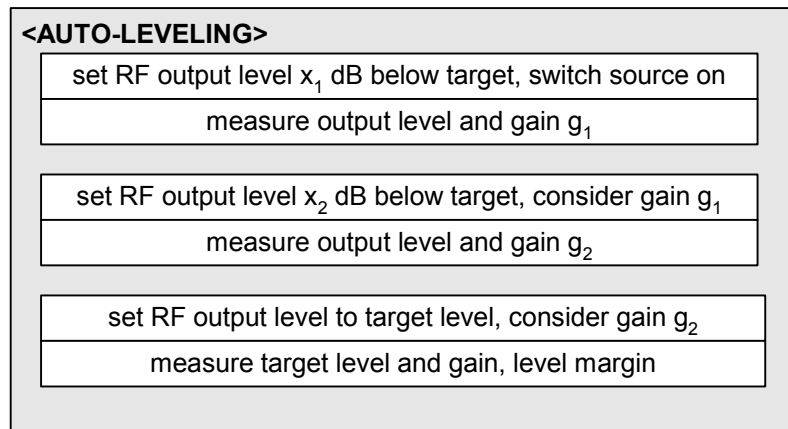 <AUTO-LEVELING>
set RF output level x₁ dB below target, switch source on
measure output level and gain g₁
set RF output level x₂ dB below target, consider gain g₁
measure output level and gain g₂
set RF output level to target level, consider gain g₂
measure target level and gain, level margin